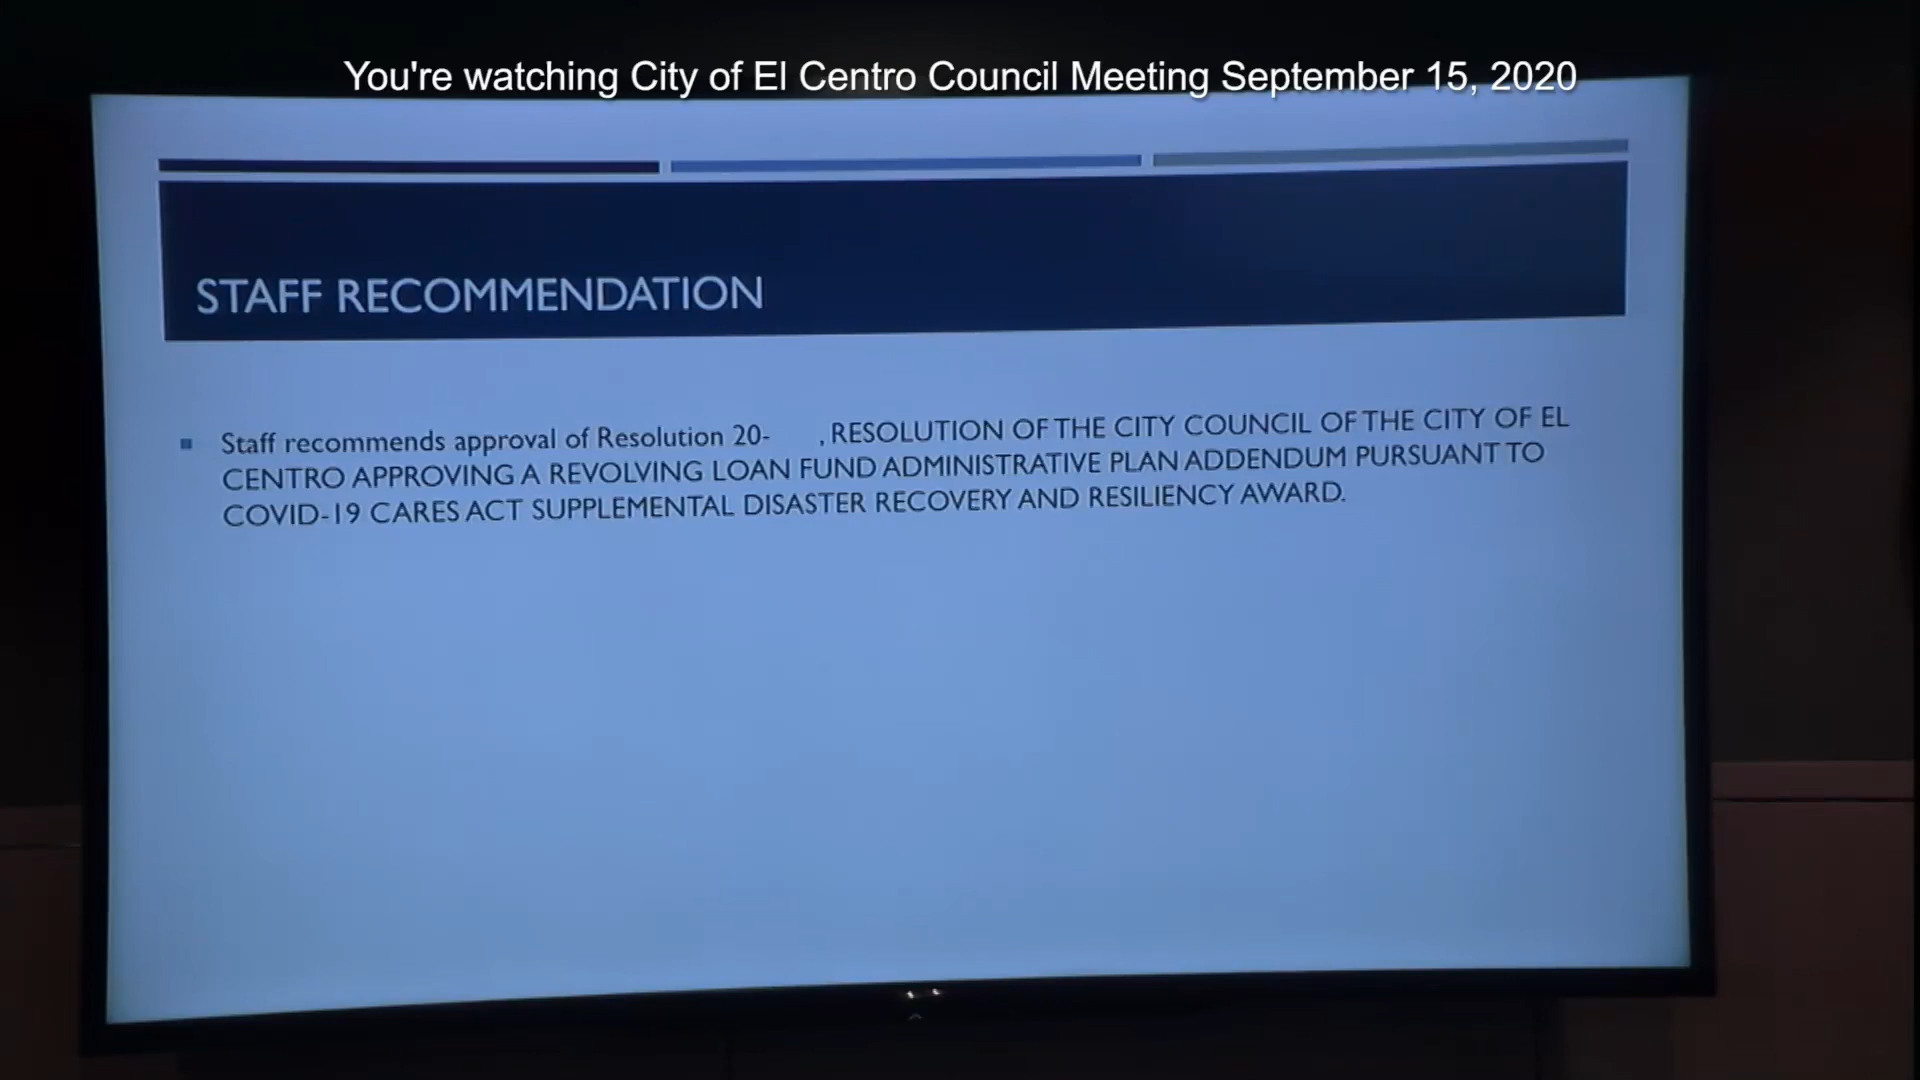 You're watching City of El Centro Council Meeting September 15, 2020
STAFF RECOMMENDATION
Staff recommends approval of Resolution 20-     , RESOLUTION OF THE CITY COUNCIL OF THE CITY OF EL
CENTRO APPROVING A REVOLVING LOAN FUND ADMINISTRATIVE PLAN ADDENDUM PURSUANT TO
COVID-19 CARES ACT SUPPLEMENTAL DISASTER RECOVERY AND RESILIENCY AWARD.